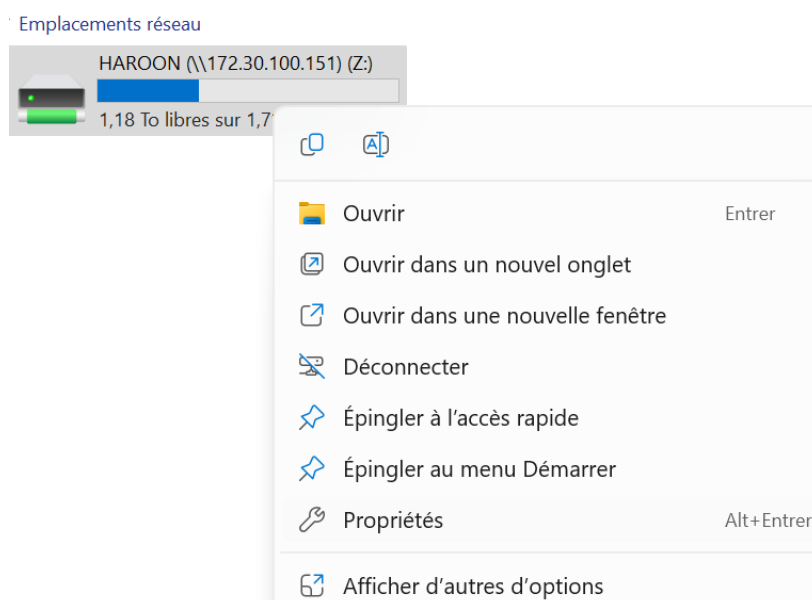 Emplacements réseau
HAROON (\\172.30.100.151) (Z:)
1,18 To libres sur 1,7
Ouvrir Entrer
Ouvrir dans un nouvel onglet
Ouvrir dans une nouvelle fenêtre
Déconnecter
Épingler à l'accès rapide
Épingler au menu Démarrer
Propriétés Alt+Entrer
Afficher d'autres d'options